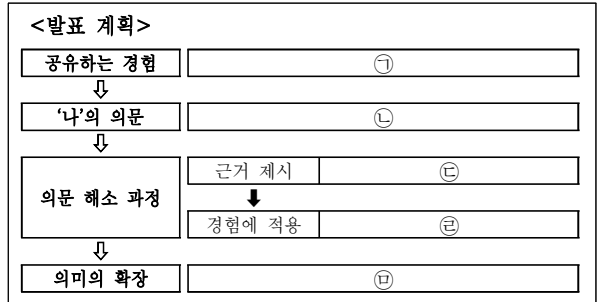 <발표 계획>
공유하는 경험 ㉠
⇩
‘나’의 의문 ㉡
⇩
의문 해소 과정
근거 제시 ㉢
⬇
경험에 적용 ㉣
⇩
의미의 확장 ㉤